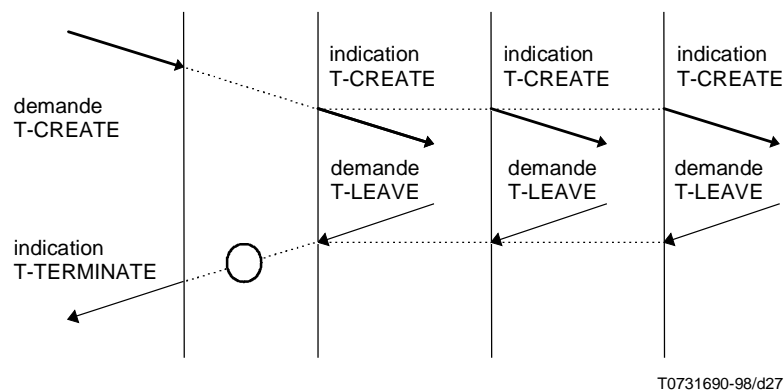 indication
T-CREATE
indication
T-CREATE
indication
T-CREATE
demande
T-CREATE
demande
T-LEAVE
demande
T-LEAVE
demande
T-LEAVE
indication
T-TERMINATE
T0731690-98/d27